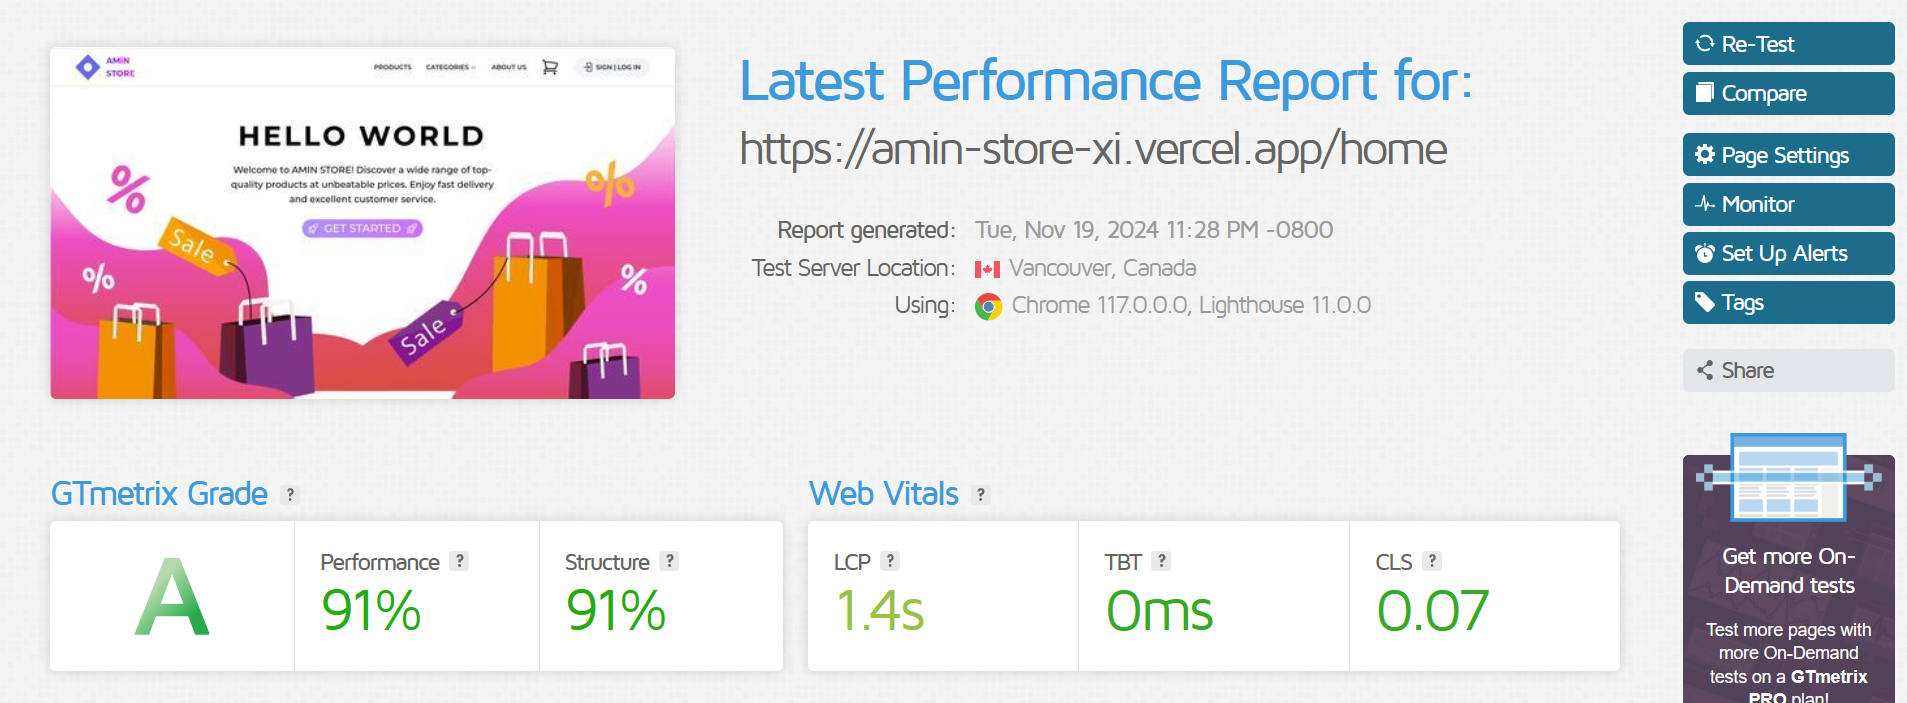 AMIN
STORE
PRODUCTS CATEGORIES ABOUT US SIGN | LOG IN
HELLO WORLD
Welcome to AMIN STORE! Discover a wide range of top-
quality products at unbeatable prices. Enjoy fast delivery
and excellent customer service.
GET STARTED
%
%
Sale
%
%
Sale
Latest Performance Report for:
https://amin-store-xi.vercel.app/home
Report generated: Tue, Nov 19, 2024 11:28 PM -0800
Test Server Location: Vancouver, Canada
Using: Chrome 117.0.0.0, Lighthouse 11.0.0
Re-Test
Compare
Page Settings
Monitor
Set Up Alerts
Tags
Share
GTmetrix Grade ?
A
Performance ?
91%
Structure ?
91%
Web Vitals ?
LCP ?
1.4s
TBT ?
0ms
CLS ?
0.07
Get more On-
Demand tests
Test more pages with
more On-Demand
tests on a GTmetrix
PRO plan!